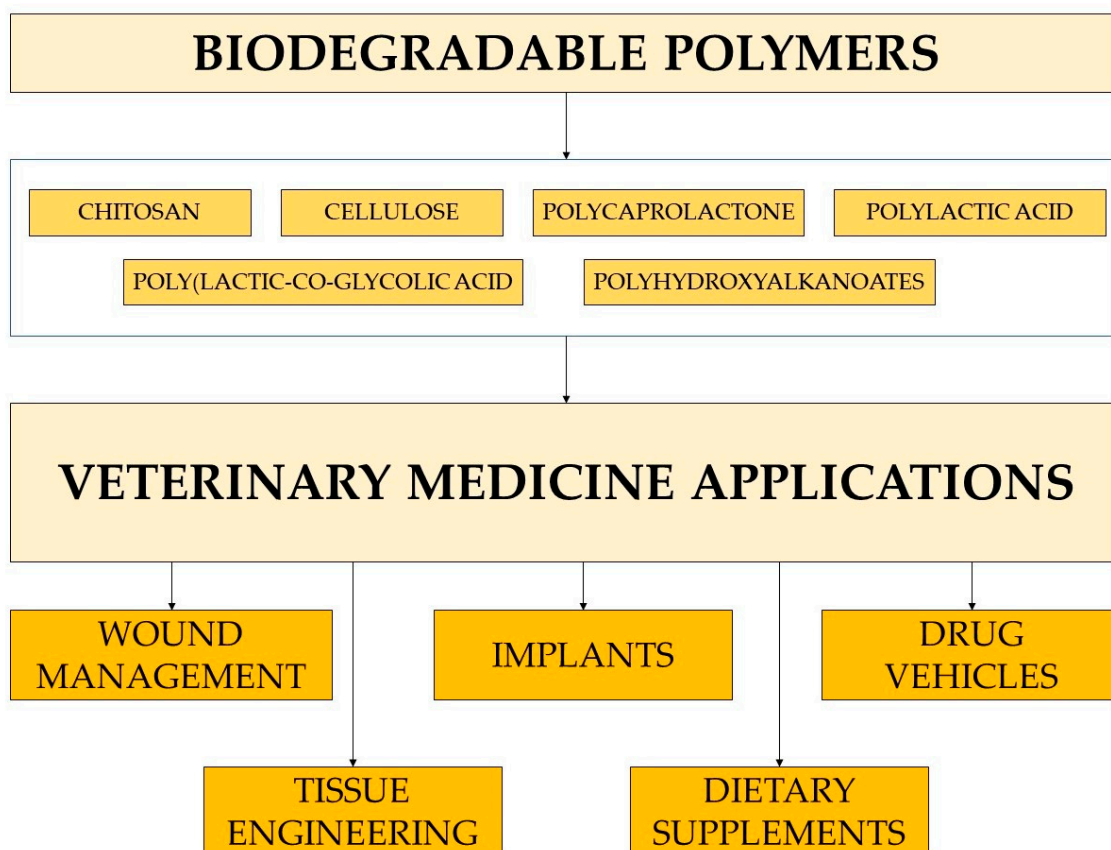 BIODEGRADABLE POLYMERS
CHITOSAN
CELLULOSE
POLYCAPROLACTONE
POLYLACTIC ACID
POLY(LACTIC-CO-GLYCOLIC ACID
POLYHYDROXYALKANOATES
VETERINARY MEDICINE APPLICATIONS
WOUND
MANAGEMENT
IMPLANTS
DRUG
VEHICLES
TISSUE
ENGINEERING
DIETARY
SUPPLEMENTS